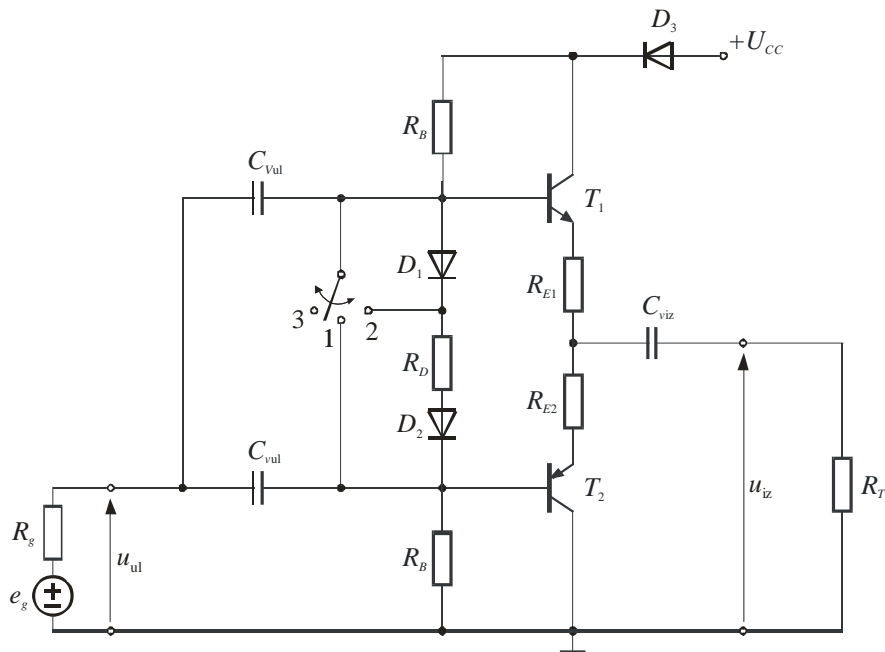 D3
+UCC
RB
CVul
T1
D1
RE1
Cviz
3
1
2
RD
RE2
D2
Cvul
T2
uiz
RT
Rg
uul
RB
eg